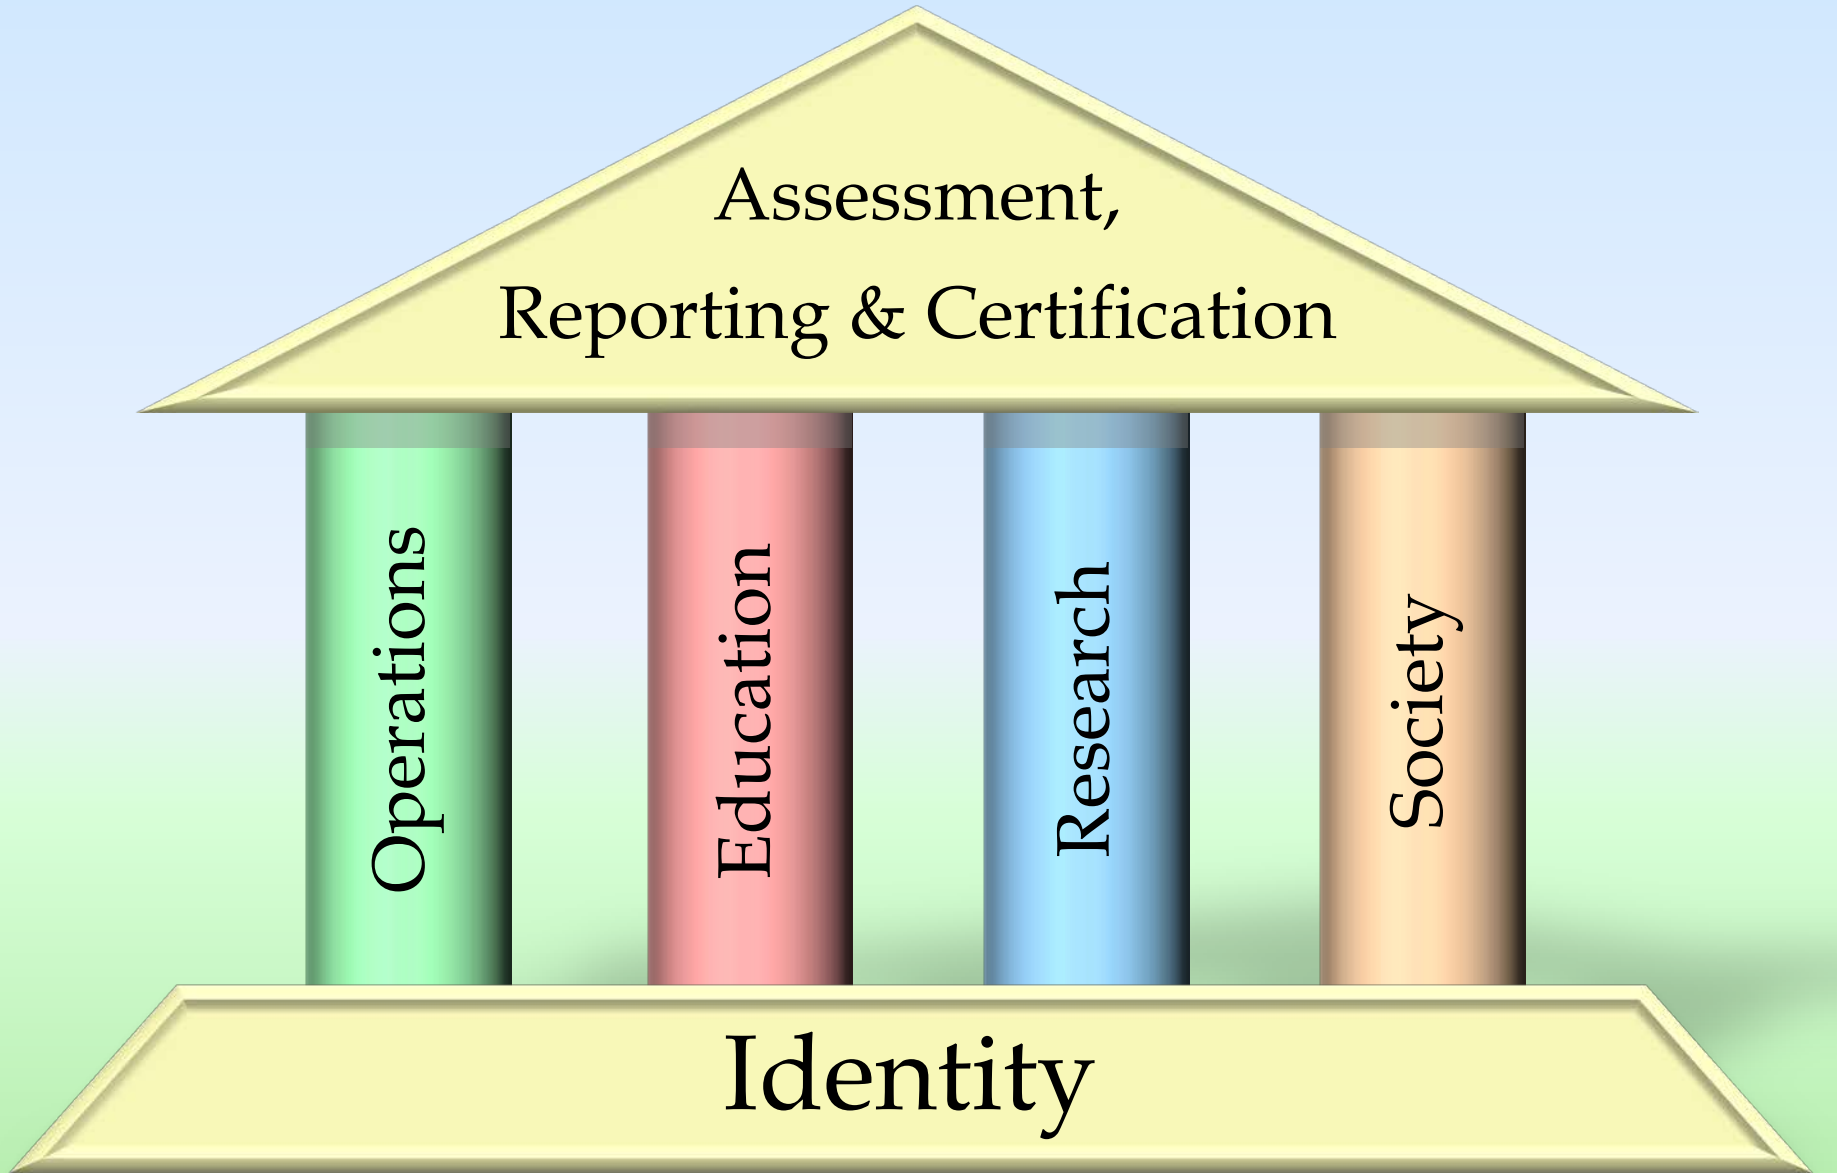 Assessment,
Reporting & Certification
Operations
Education
Research
Society
Identity